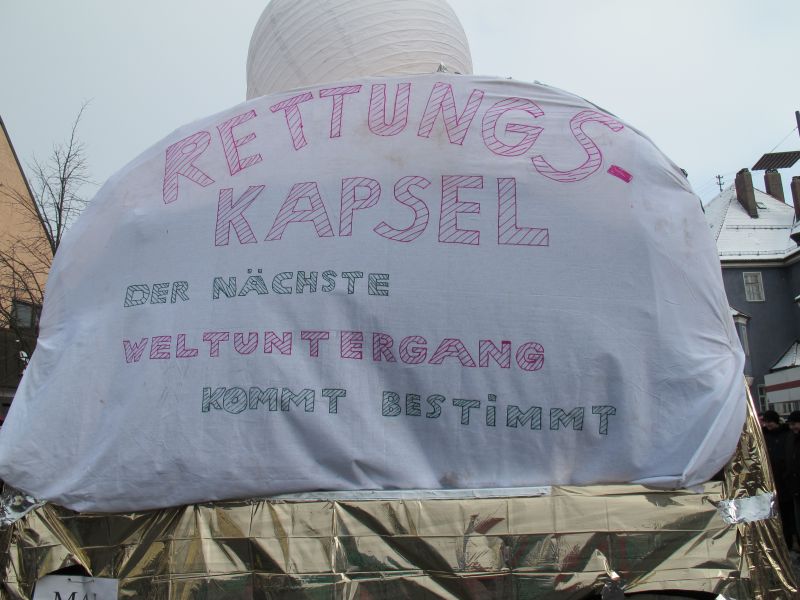 RETTUNGS-
KAPSEL
DER NÄCHSTE
WELTUNTERGANG
KOMMT BESTIMMT